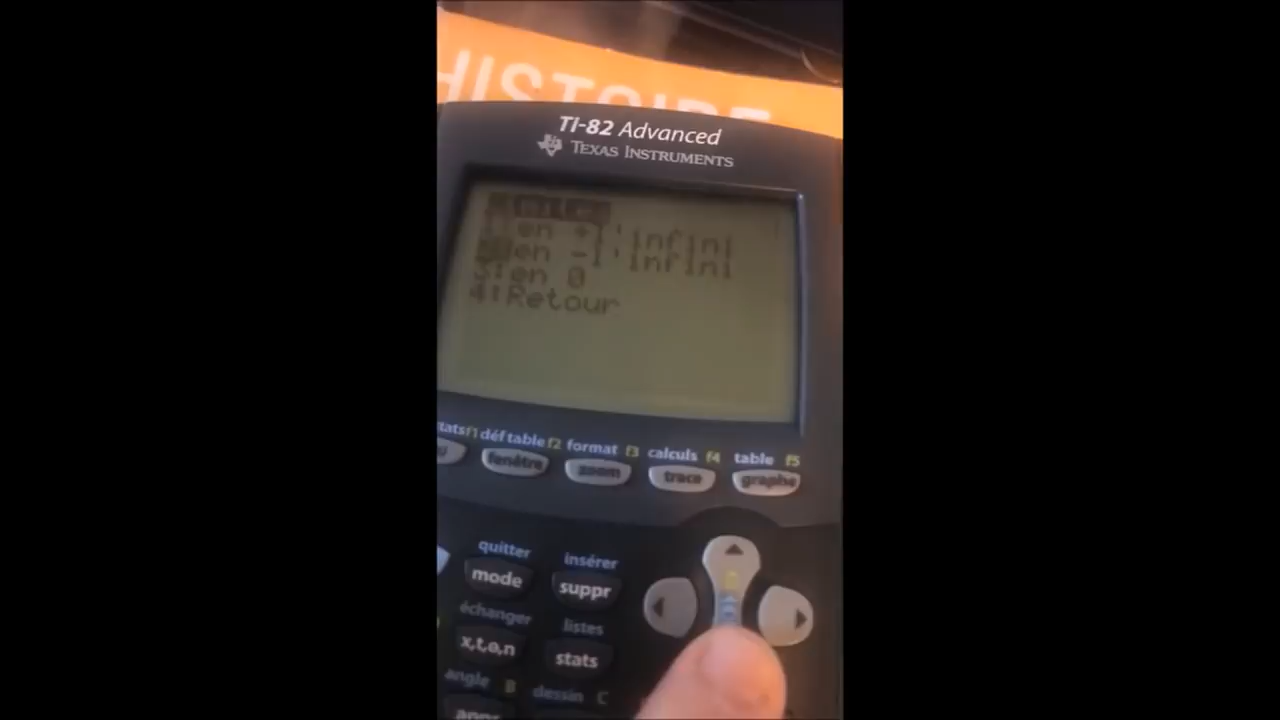 HISTOIRE
TI-82 Advanced
TEXAS INSTRUMENTS
en +l'infini
en -l'infini
3:en 0
4:Retour
stats f1 déf table f2 format f3 calculs f4 table f5
fenêtre zoom trace graphe
quitter insérer
mode suppr
échanger listes
x,t,θ,n stats
angle B dessin C